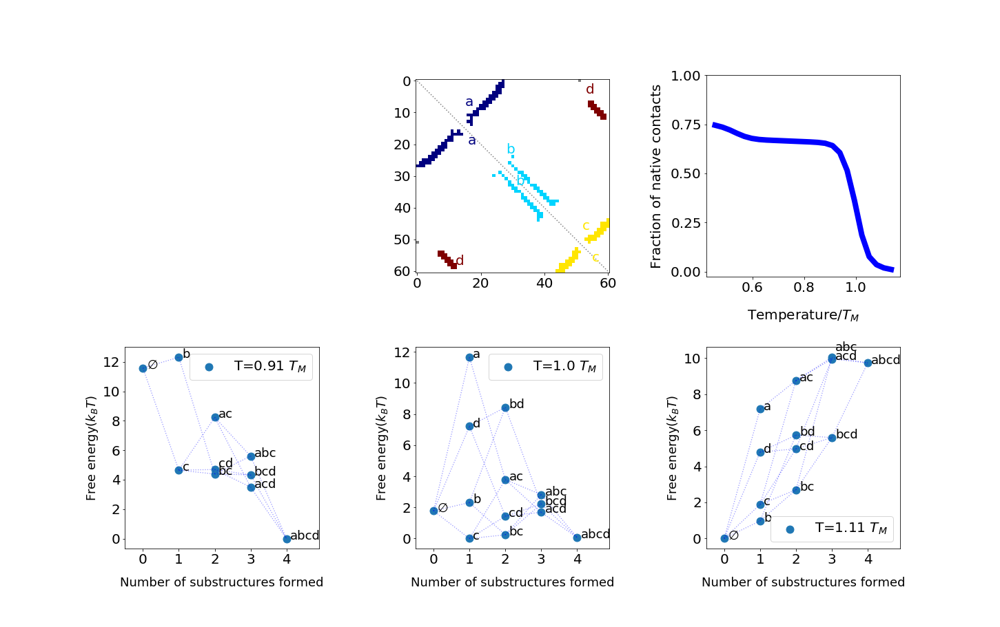 0
10
20
30
40
50
60
0
20
40
60
a
a
b
b
c
c
d
d
1.00
0.75
0.50
0.25
0.00
0.6
0.8
1.0
Fraction of native contacts
Temperature/T_M
12
10
8
6
4
2
0
0
1
2
3
4
Free energy(k_BT)
Number of substructures formed
T=0.91 T_M
∅
b
c
ac
cd
bc
abc
bcd
acd
abcd
12
10
8
6
4
2
0
0
1
2
3
4
Free energy(k_BT)
Number of substructures formed
T=1.0 T_M
∅
a
d
b
c
bd
ac
cd
bc
abc
bcd
acd
abcd
10
8
6
4
2
0
0
1
2
3
4
Free energy(k_BT)
Number of substructures formed
T=1.11 T_M
∅
a
d
c
b
ac
bd
cd
bc
abc
acd
bcd
abcd